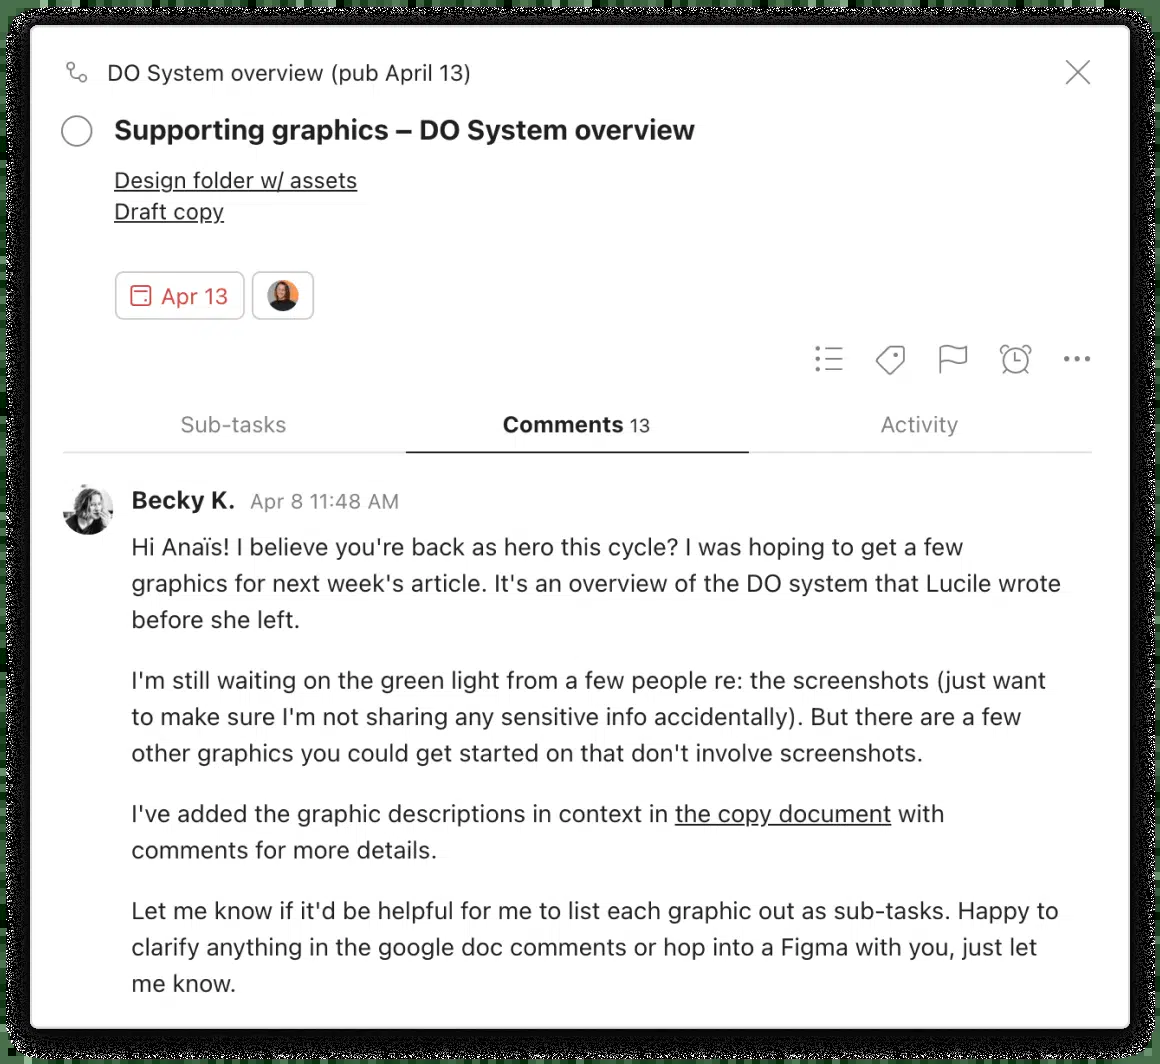 DO System overview (pub April 13)
Supporting graphics – DO System overview
Design folder w/ assets
Draft copy
Apr 13
Sub-tasks
Comments 13
Activity
Becky K. Apr 8 11:48 AM
Hi Anaïs! I believe you're back as hero this cycle? I was hoping to get a few
graphics for next week's article. It's an overview of the DO system that Lucile wrote
before she left.
I'm still waiting on the green light from a few people re: the screenshots (just want
to make sure I'm not sharing any sensitive info accidentally). But there are a few
other graphics you could get started on that don't involve screenshots.
I've added the graphic descriptions in context in the copy document with
comments for more details.
Let me know if it'd be helpful for me to list each graphic out as sub-tasks. Happy to
clarify anything in the google doc comments or hop into a Figma with you, just let
me know.